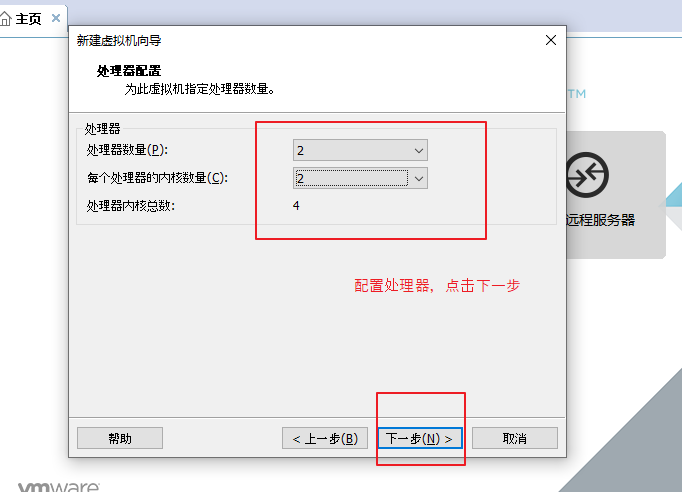 主页 ×
新建虚拟机向导
处理器配置
为此虚拟机指定处理器数量。
TM
处理器
处理器数量(P): 2
每个处理器的内核数量(C): 2
处理器内核总数: 4
远程服务器
配置处理器，点击下一步
帮助 < 上一步(B) 下一步(N) > 取消
vmware